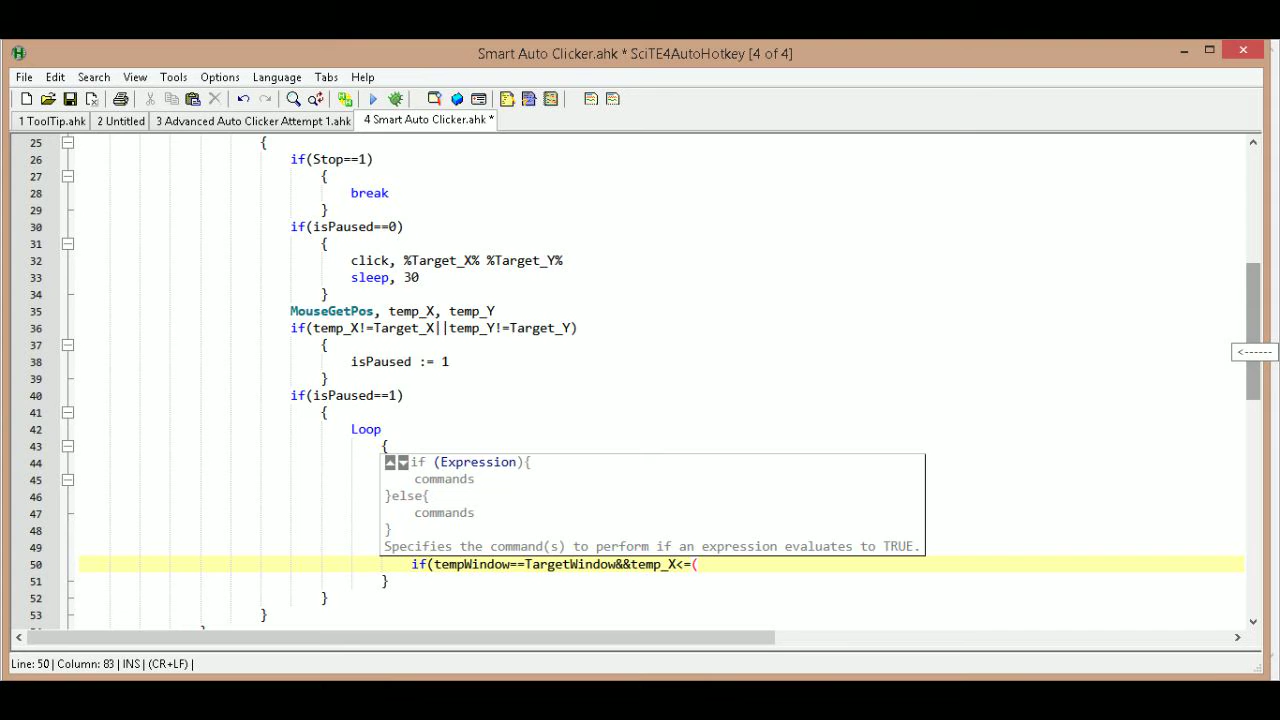 Smart Auto Clicker.ahk * SciTE4AutoHotkey [4 of 4]
File Edit Search View Tools Options Language Tabs Help
1 ToolTip.ahk 2 Untitled 3 Advanced Auto Clicker Attempt 1.ahk 4 Smart Auto Clicker.ahk *
25 {
26 if(Stop==1)
27 {
28 break
29 }
30 if(isPaused==0)
31 {
32 click, %Target_X% %Target_Y%
33 sleep, 30
34 }
35 MouseGetPos, temp_X, temp_Y
36 if(temp_X!=Target_X||temp_Y!=Target_Y)
37 {
38 isPaused := 1
39 }
40 if(isPaused==1)
41 {
42 Loop
43 {
44 if (Expression){
45 commands
46 }else{
47 commands
48 }
49 Specifies the command(s) to perform if an expression evaluates to TRUE.
50 if(tempWindow==TargetWindow&&temp_X<=(
51 }
52 }
53 }
<------
Line: 50 | Column: 83 | INS | (CR+LF) |